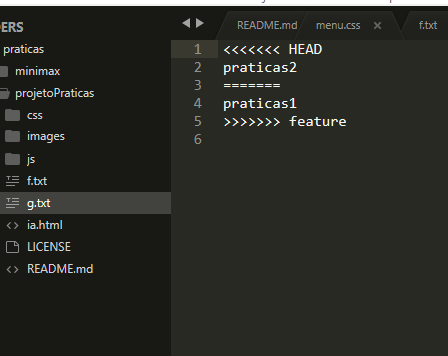 DERS
praticas
minimax
projetoPraticas
css
images
js
f.txt
g.txt
ia.html
LICENSE
README.md
README.md
menu.css
f.txt
1 <<<<<<< HEAD
2 praticas2
3 =======
4 praticas1
5 >>>>>>> feature
6